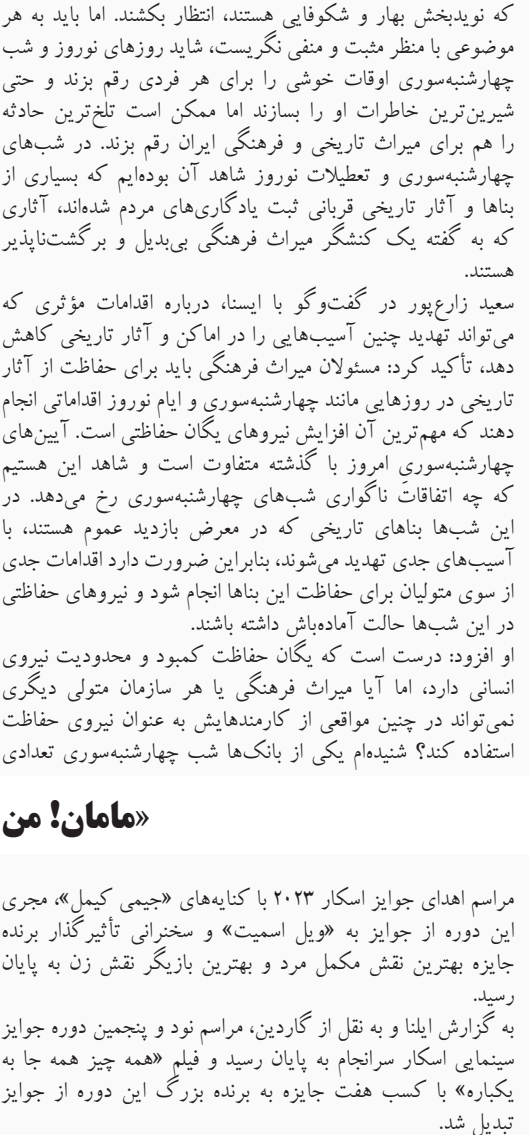 که نویدبخش بهار و شکوفایی هستند، انتظار بکشند. اما باید به هر
موضوعی با منظر مثبت و منفی نگریست، شاید روزهای نوروز و شب
چهارشنبه‌سوری اوقات خوشی را برای هر فردی رقم بزند و حتی
شیرین‌ترین خاطرات او را بسازند اما ممکن است تلخ‌ترین حادثه
را هم برای میراث تاریخی و فرهنگی ایران رقم بزند. در شب‌های
چهارشنبه‌سوری و تعطیلات نوروز شاهد آن بوده‌ایم که بسیاری از
بناها و آثار تاریخی قربانی ثبت یادگاری‌های مردم شده‌اند، آثاری
که به گفته یک کنشگر میراث فرهنگی بی‌بدیل و برگشت‌ناپذیر
هستند.
سعید زارع‌پور در گفت‌وگو با ایسنا، درباره اقدامات مؤثری که
می‌تواند تهدید چنین آسیب‌هایی را در اماکن و آثار تاریخی کاهش
دهد، تأکید کرد: مسئولان میراث فرهنگی باید برای حفاظت از آثار
تاریخی در روزهایی مانند چهارشنبه‌سوری و ایام نوروز اقداماتی انجام
دهند که مهم‌ترین آن افزایش نیروهای یگان حفاظتی است. آیین‌های
چهارشنبه‌سوری امروز با گذشته متفاوت است و شاهد این هستیم
که چه اتفاقاتَ ناگواری شب‌های چهارشنبه‌سوری رخ می‌دهد. در
این شب‌ها بناهای تاریخی که در معرض بازدید عموم هستند، با
آسیب‌های جدی تهدید می‌شوند، بنابراین ضرورت دارد اقدامات جدی
از سوی متولیان برای حفاظت این بناها انجام شود و نیروهای حفاظتی
در این شب‌ها حالت آماده‌باش داشته باشند.
او افزود: درست است که یگان حفاظت کمبود و محدودیت نیروی
انسانی دارد، اما آیا میراث فرهنگی یا هر سازمان متولی دیگری
نمی‌تواند در چنین مواقعی از کارمندهایش به عنوان نیروی حفاظت
استفاده کند؟ شنیده‌ام یکی از بانک‌ها شب چهارشنبه‌سوری تعدادی
«مامان! من
مراسم اهدای جوایز اسکار ۲۰۲۳ با کنایه‌های «جیمی کیمل»، مجری
این دوره از جوایز به «ویل اسمیت» و سخنرانی تأثیرگذار برنده
جایزه بهترین نقش مکمل مرد و بهترین بازیگر نقش زن به پایان
رسید.
به گزارش ایلنا و به نقل از گاردین، مراسم نود و پنجمین دوره جوایز
سینمایی اسکار سرانجام به پایان رسید و فیلم «همه چیز همه جا به
یکباره» با کسب هفت جایزه به برنده بزرگ این دوره از جوایز
تبدیل شد.